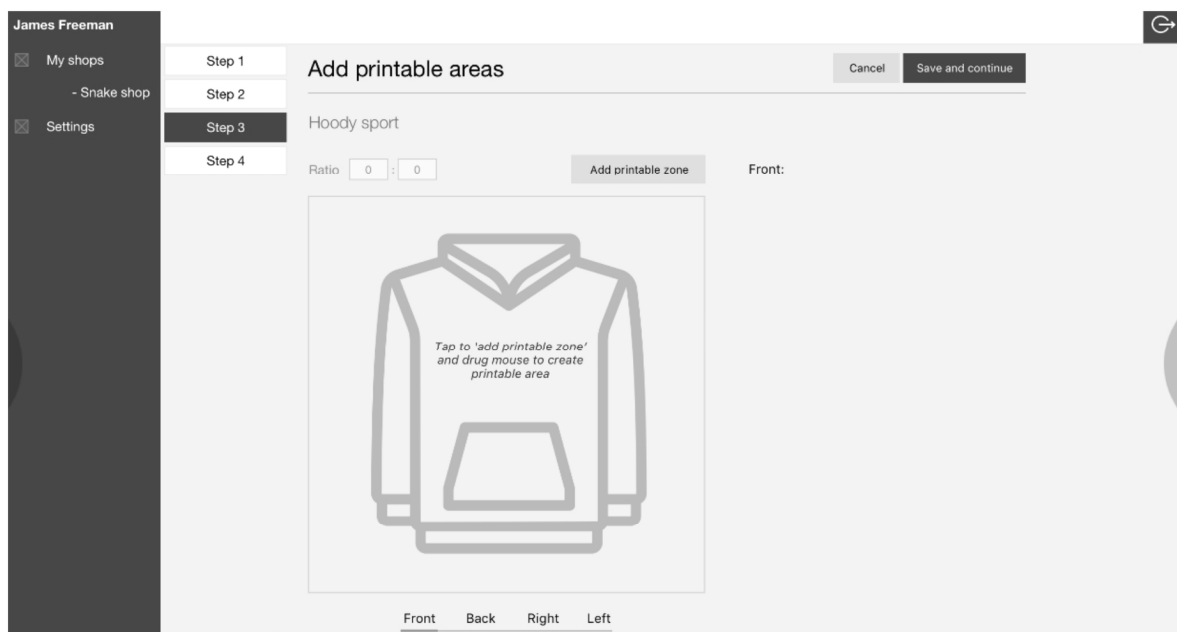 James Freeman
My shops
- Snake shop
Settings
Step 1
Step 2
Step 3
Step 4
Add printable areas
Cancel
Save and continue
Hoody sport
Ratio 0 : 0
Add printable zone
Front:
Tap to 'add printable zone'
and drug mouse to create
printable area
Front Back Right Left